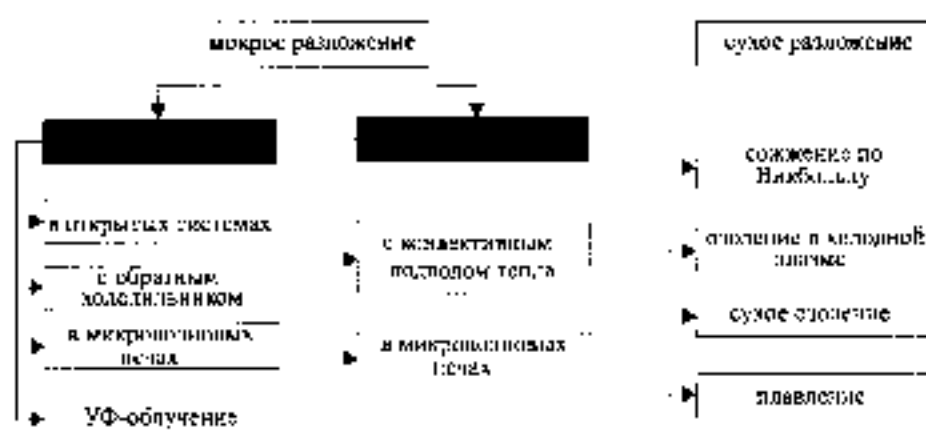 мокрое разложение
сухое разложение
в открытых системах
с обратным
холодильником
в микроволновых
печах
УФ-облучение
с конвективным
подводом тепла
в микроволновых
печах
сожжение по
озоление в холодной
плазме
сухое озоление
плавление